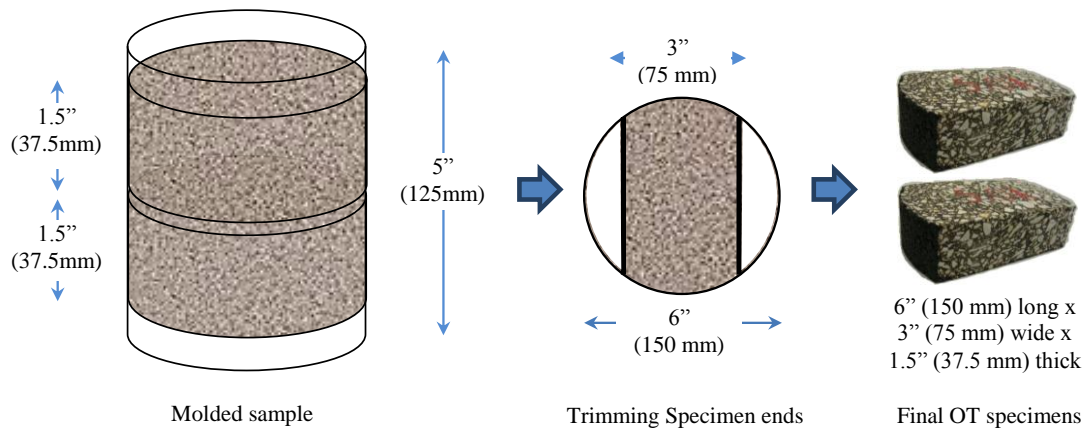 1.5”
(37.5mm)
1.5”
(37.5mm)
5”
(125mm)
Molded sample
3”
(75 mm)
6”
(150 mm)
Trimming Specimen ends
6” (150 mm) long x
3” (75 mm) wide x
1.5” (37.5 mm) thick
Final OT specimens